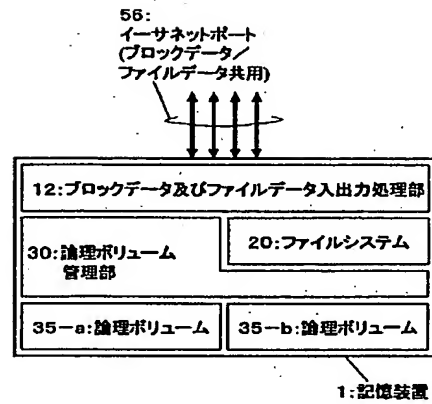 56:
イーサネットポート
(ブロックデータ/
ファイルデータ共用)
12:ブロックデータ及びファイルデータ入出力処理部
30:論理ボリューム
管理部
20:ファイルシステム
35-a:論理ボリューム
35-b:論理ボリューム
1:記憶装置